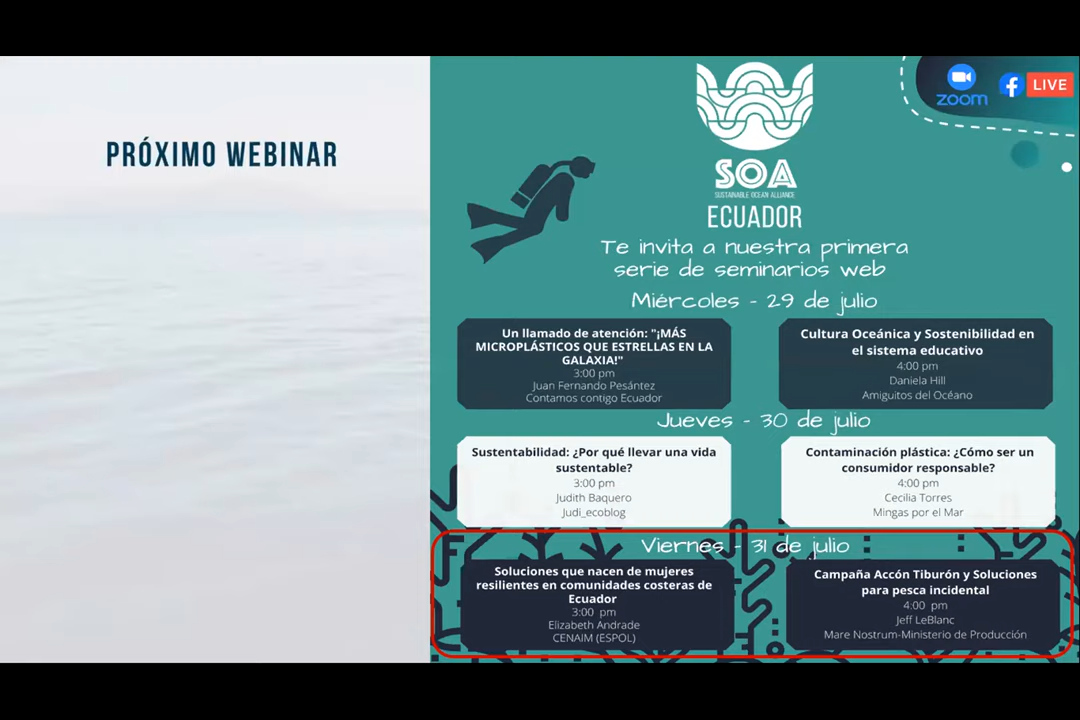 PRÓXIMO WEBINAR
zoom
f LIVE
SOA
SUSTAINABLE OCEAN ALLIANCE
ECUADOR
Te invita a nuestra primera
serie de seminarios web
Miércoles - 29 de julio
Un llamado de atención: "¡MÁS
MICROPLÁSTICOS QUE ESTRELLAS EN LA
GALAXIA!"
3:00 pm
Juan Fernando Pesántez
Contamos contigo Ecuador
Cultura Oceánica y Sostenibilidad en
el sistema educativo
4:00 pm
Daniela Hill
Amiguitos del Océano
Jueves - 30 de julio
Sustentabilidad: ¿Por qué llevar una vida
sustentable?
3:00 pm
Judith Baquero
Judi_ecoblog
Contaminación plástica: ¿Cómo ser un
consumidor responsable?
4:00 pm
Cecilia Torres
Mingas por el Mar
Viernes - 31 de julio
Soluciones que nacen de mujeres
resilientes en comunidades costeras de
Ecuador
3:00 pm
Elizabeth Andrade
CENAIM (ESPOL)
Campaña Accón Tiburón y Soluciones
para pesca incidental
4:00 pm
Jeff LeBlanc
Mare Nostrum-Ministerio de Producción